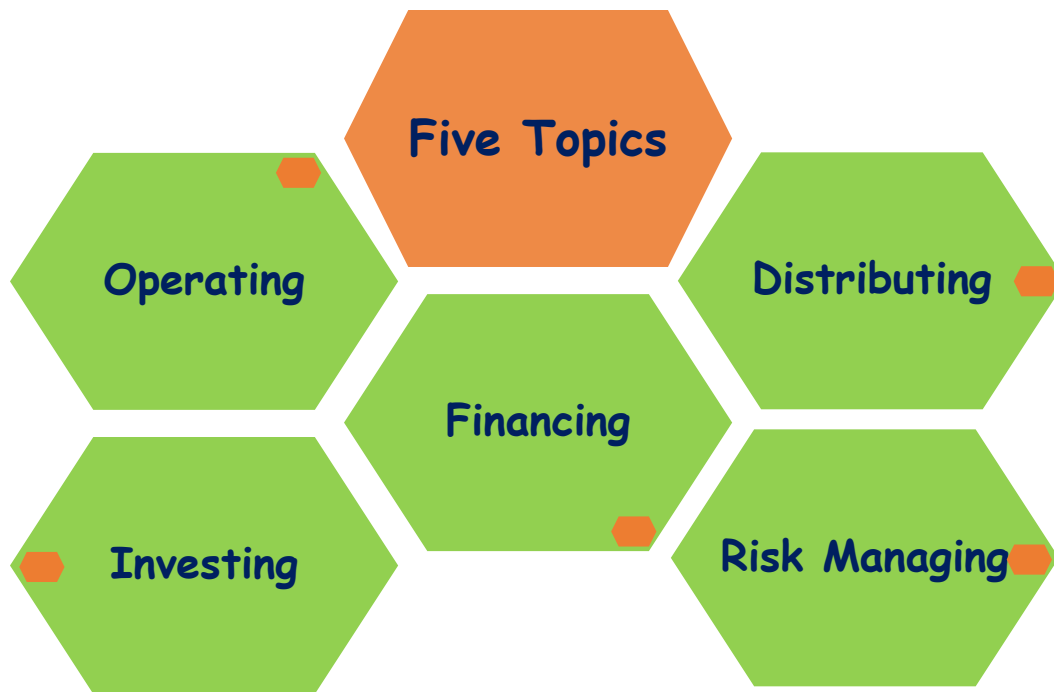 Five Topics
Operating
Distributing
Financing
Investing
Risk Managing